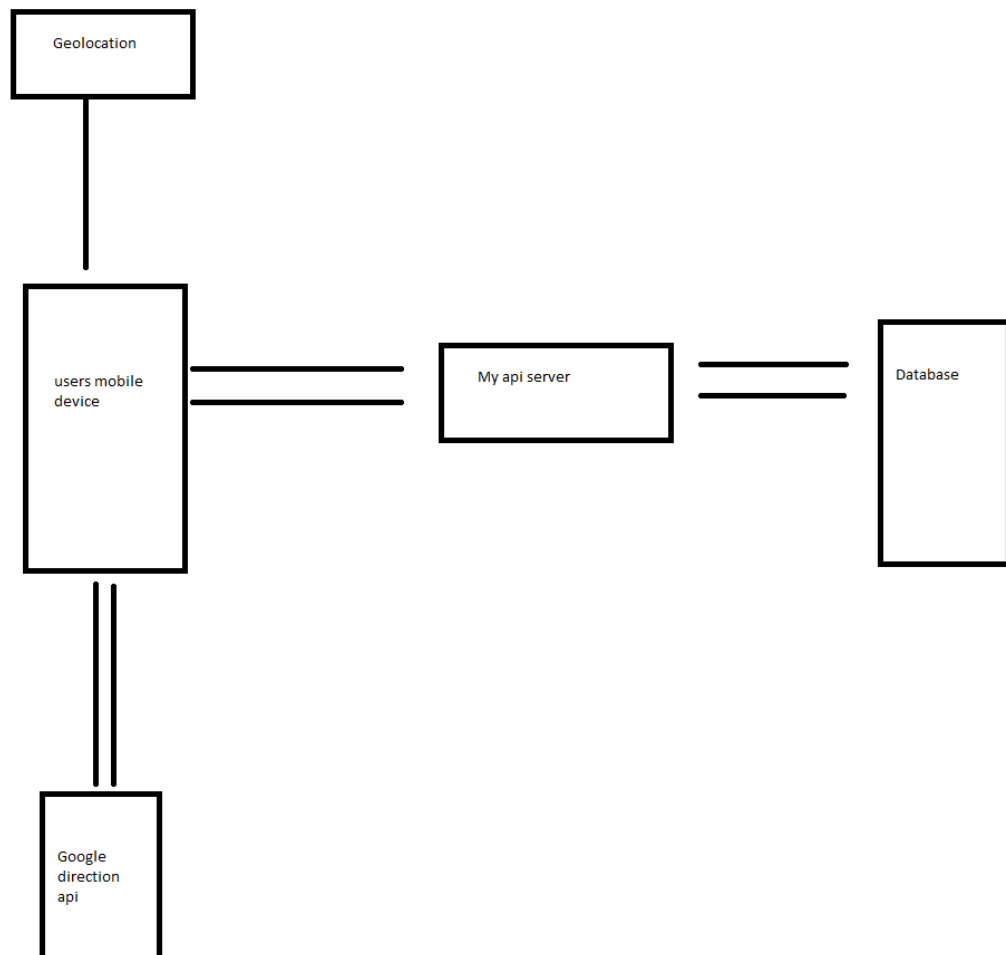 Geolocation
users mobile
device
My api server
Database
Google
direction
api